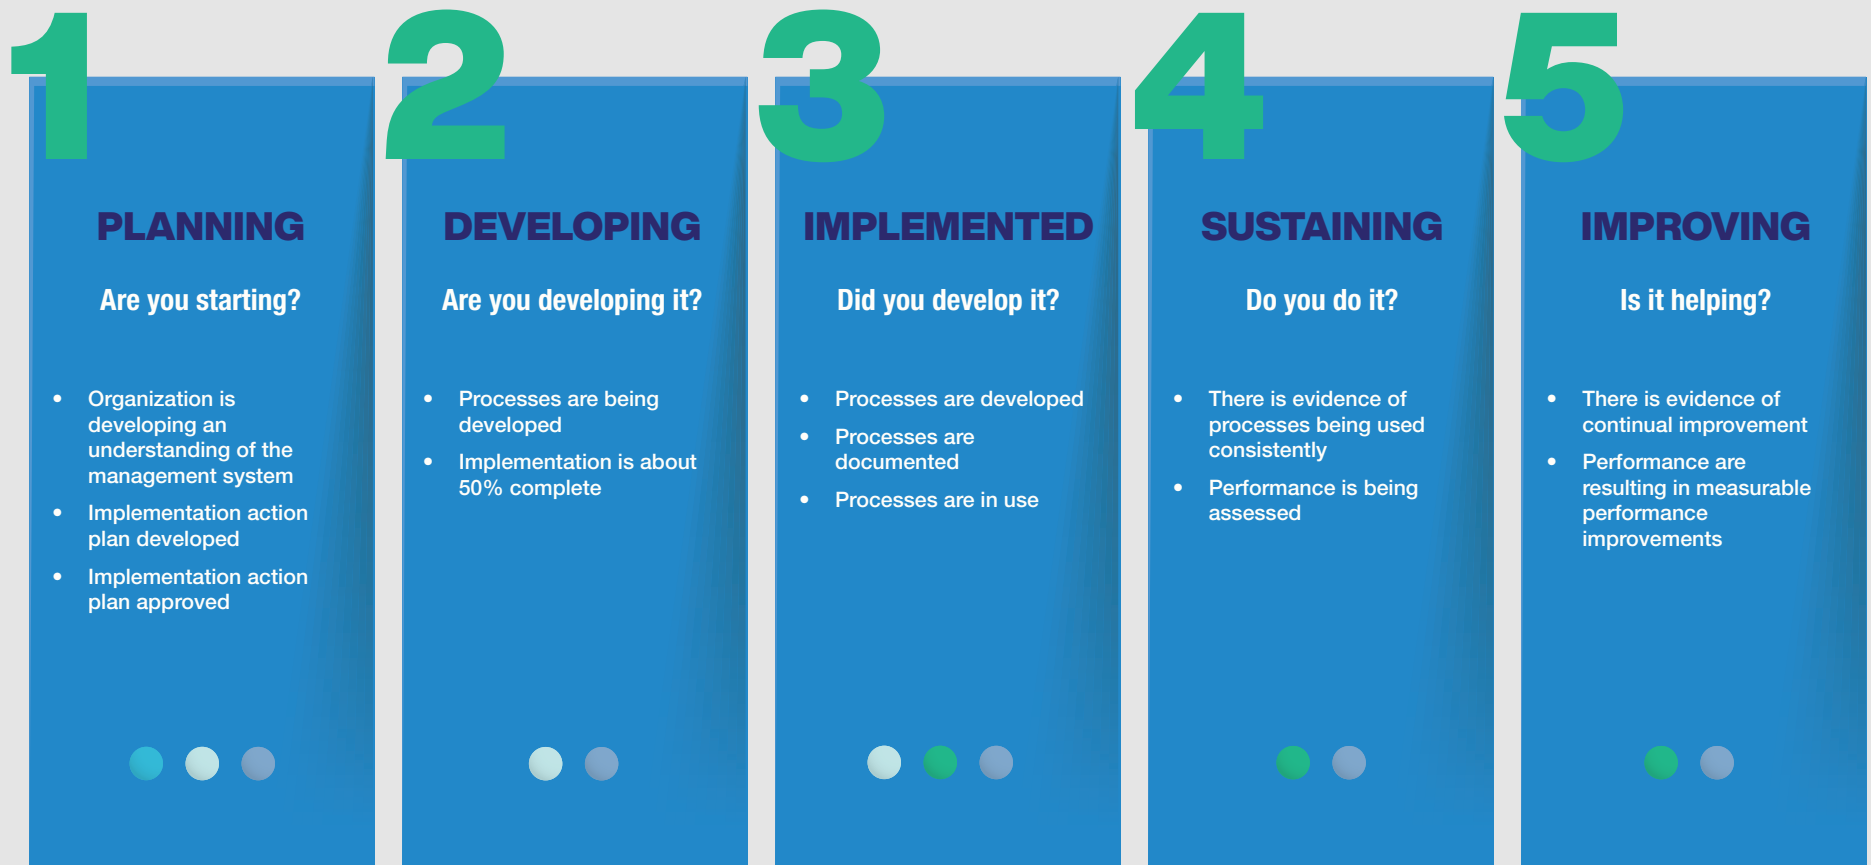 1
PLANNING
Are you starting?
• Organization is
developing an
understanding of the
management system
• Implementation action
plan developed
• Implementation action
plan approved
2
DEVELOPING
Are you developing it?
• Processes are being
developed
• Implementation is about
50% complete
3
IMPLEMENTED
Did you develop it?
• Processes are developed
• Processes are
documented
• Processes are in use
4
SUSTAINING
Do you do it?
• There is evidence of
processes being used
consistently
• Performance is being
assessed
5
IMPROVING
Is it helping?
• There is evidence of
continual improvement
• Performance are
resulting in measurable
performance
improvements